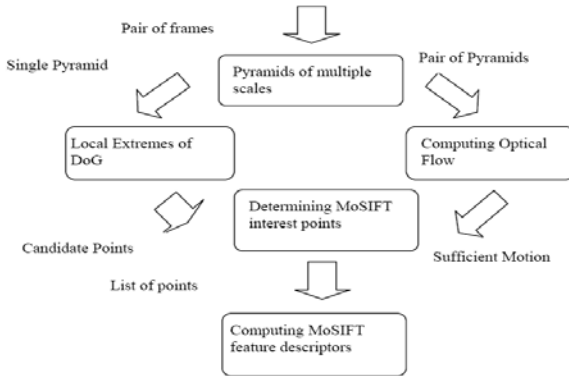 Pair of frames
Single Pyramid
Pyramids of multiple
scales
Pair of Pyramids
Local Extremes of
DoG
Computing Optical
Flow
Determining MoSIFT
interest points
Candidate Points
Sufficient Motion
List of points
Computing MoSIFT
feature descriptors